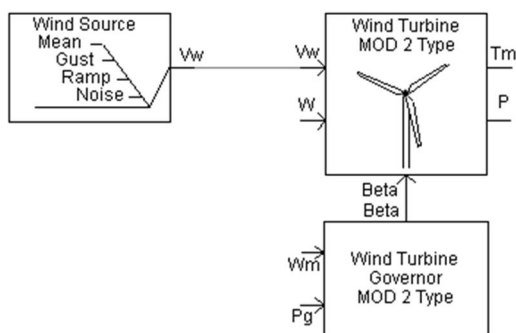 Wind Source
Mean
Gust
Ramp
Noise
Vw
Vw
W
Wind Turbine
MOD 2 Type
Tm
P
Beta
Beta
Wm
Pg
Wind Turbine
Governor
MOD 2 Type